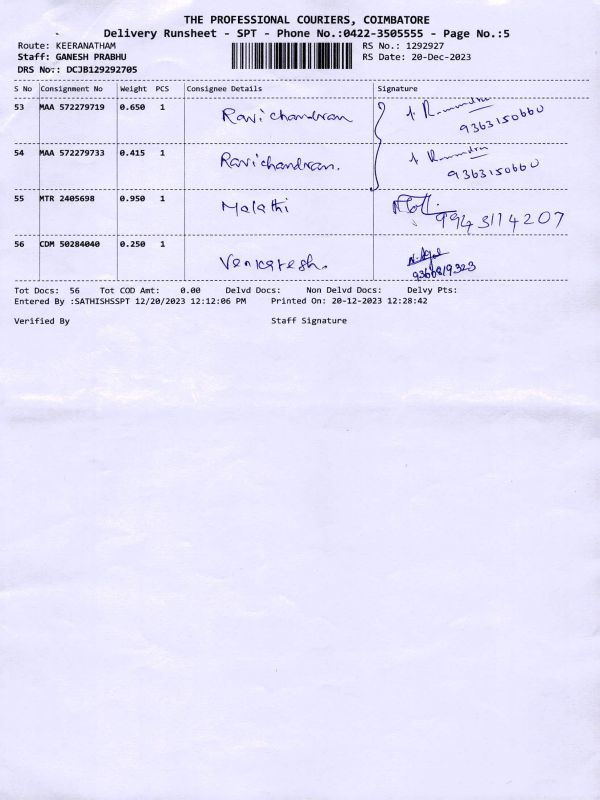 THE PROFESSIONAL COURIERS, COIMBATORE
Delivery Runsheet - SPT - Phone No.:0422-3505555 - Page No.:5
Route: KEERANATHAM RS No.: 1292927
Staff: GANESH PRABHU RS Date: 20-Dec-2023
DRS No:: DCJB129292705
S No Consignment No Weight PCS Consignee Details Signature
53 MAA 572279719 0.650 1 Ravichandran
9363150660
54 MAA 572279733 0.415 1 Ravichandran.
9363150660
55 MTR 2405698 0.950 1 Malathi
9943114207
56 CDM 50284040 0.250 1 Venkatesh.
Tot Docs: 56 Tot COD Amt: 0.00 Delvd Docs: Non Delvd Docs: Delvy Pts:
Entered By :SATHISHSSPT 12/20/2023 12:12:06 PM Printed On: 20-12-2023 12:28:42
Verified By Staff Signature